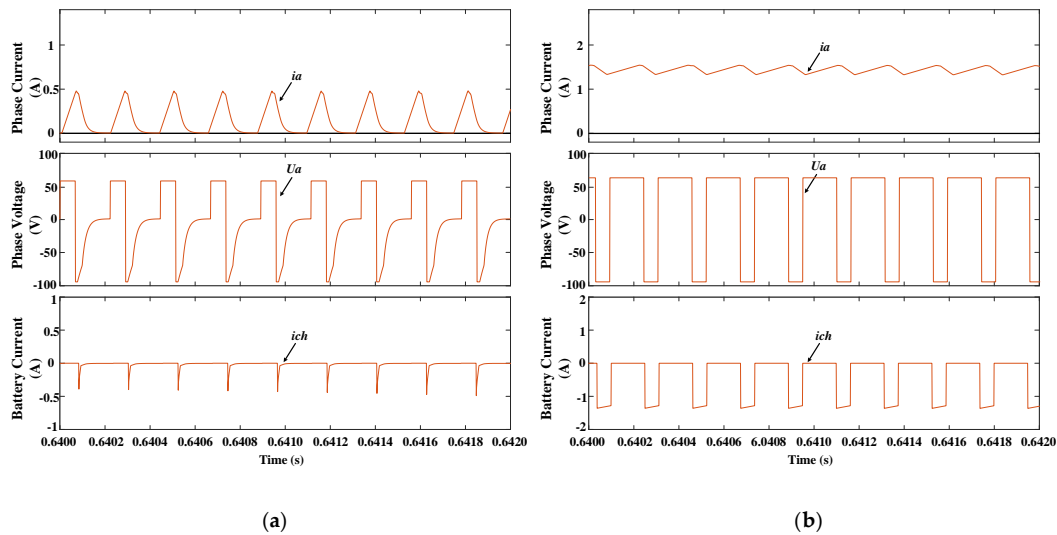 Phase Current
(A)
1
0.5
0
ia
Phase Voltage
(V)
100
50
0
-50
-100
Ua
Battery Current
(A)
1
0.5
0
-0.5
-1
ich
0.6400 0.6402 0.6404 0.6406 0.6408 0.6410 0.6412 0.6414 0.6416 0.6418 0.6420
Time (s)
(a)
Phase Current
(A)
2
1
0
ia
Phase Voltage
(V)
100
50
0
-50
-100
Ua
Battery Current
(A)
2
1
0
-1
-2
ich
0.6400 0.6402 0.6404 0.6406 0.6408 0.6410 0.6412 0.6414 0.6416 0.6418 0.6420
Time (s)
(b)